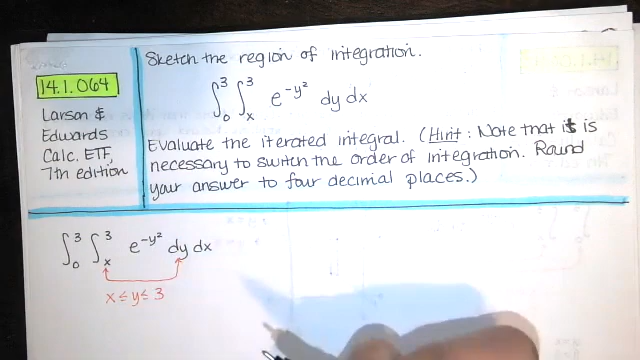 Sketch the region of integration.
14.1.064
∫₀³ ∫ₓ³ e^(-y²) dy dx
Larson &
Edwards
Calc. ETF,
7th edition
Evaluate the iterated integral. (Hint: Note that it is
necessary to switch the order of integration. Round
your answer to four decimial places.)
∫₀³ ∫ₓ³ e^(-y²) dy dx
x ≤ y ≤ 3